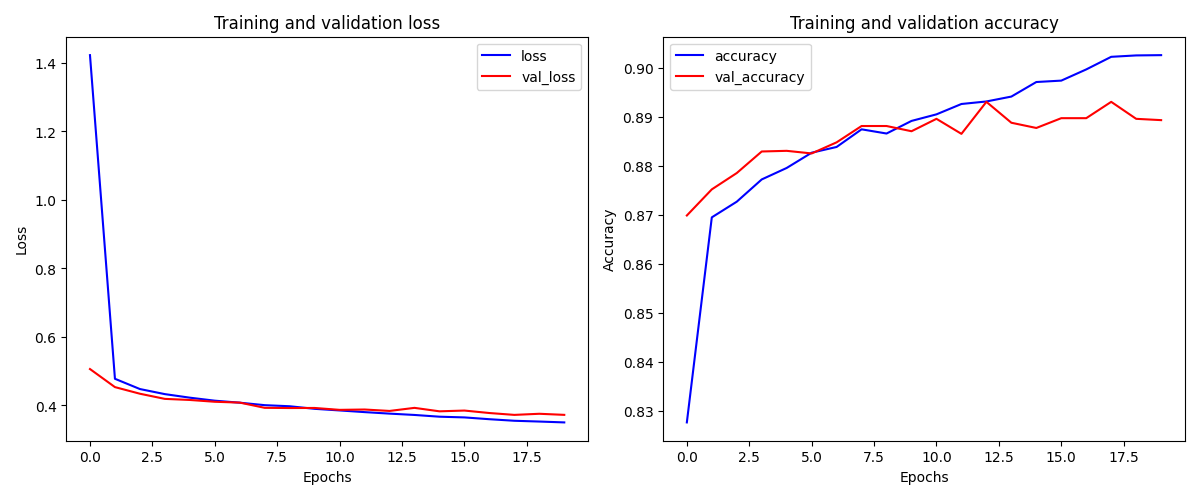 Training and validation loss
1.4
1.2
1.0
0.8
0.6
0.4
Loss
loss
val_loss
0.0 2.5 5.0 7.5 10.0 12.5 15.0 17.5
Epochs
Training and validation accuracy
0.90
0.89
0.88
0.87
0.86
0.85
0.84
0.83
Accuracy
accuracy
val_accuracy
0.0 2.5 5.0 7.5 10.0 12.5 15.0 17.5
Epochs